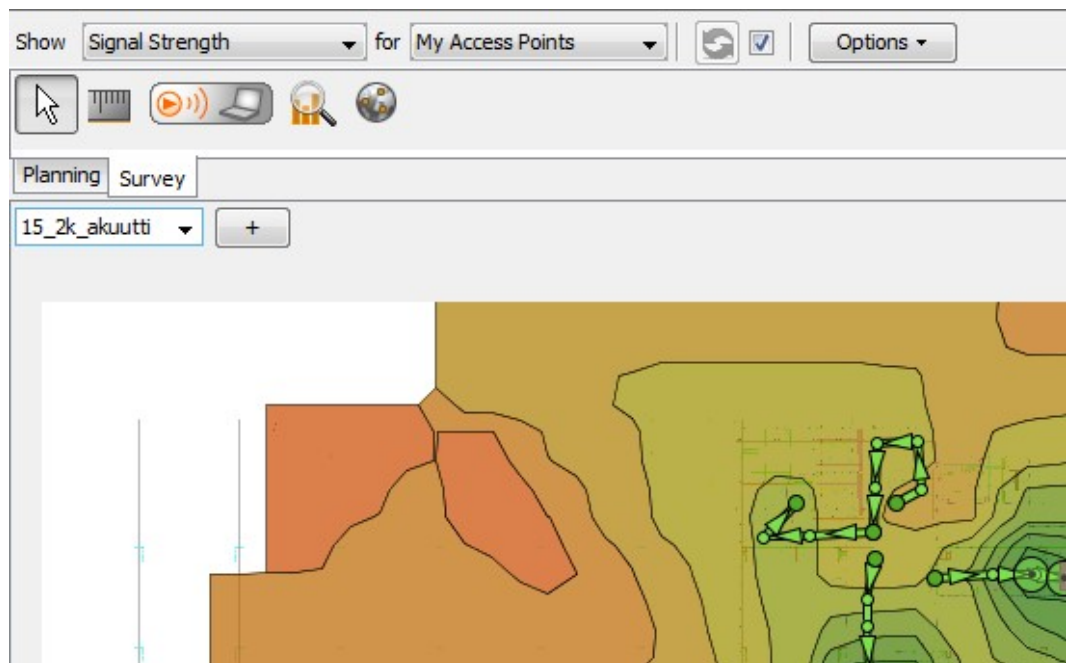 Show Signal Strength for My Access Points Options
Planning Survey
15_2k_akuutti +